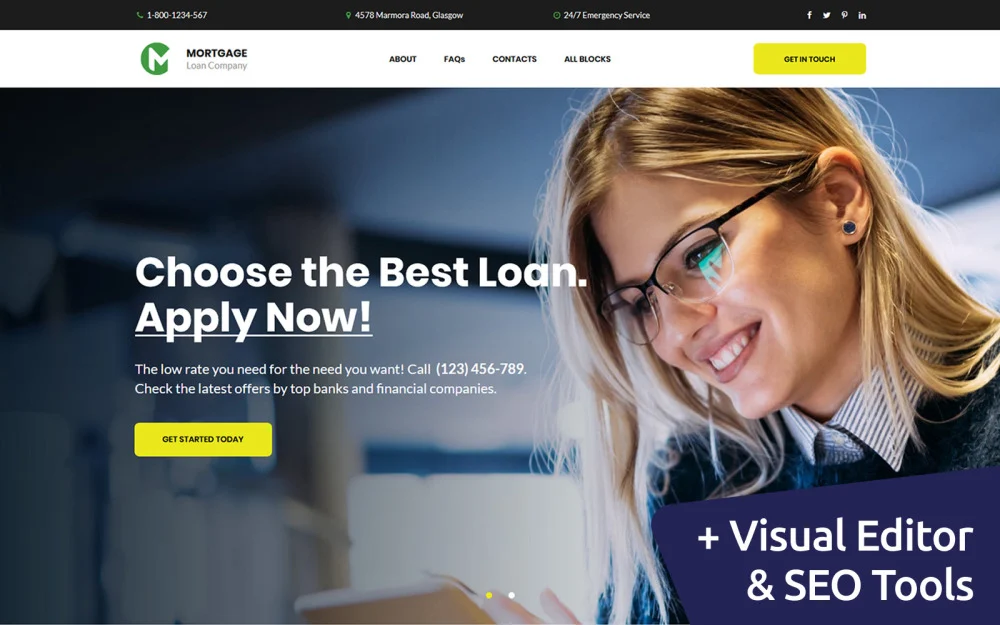 1-800-1234-567
4578 Marmora Road, Glasgow
24/7 Emergency Service
MORTGAGE
Loan Company
ABOUT
FAQs
CONTACTS
ALL BLOCKS
GET IN TOUCH
Choose the Best Loan.
Apply Now!
The low rate you need for the need you want! Call (123) 456-789.
Check the latest offers by top banks and financial companies.
GET STARTED TODAY
+ Visual Editor
& SEO Tools